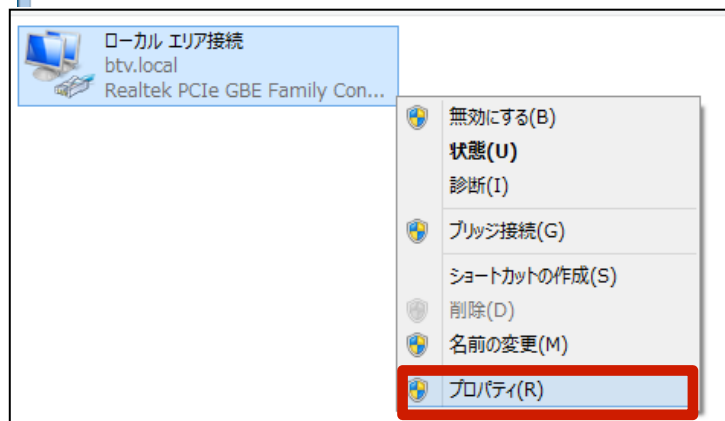 ローカル エリア接続
btv.local
Realtek PCIe GBE Family Con...
無効にする(B)
状態(U)
診断(I)
ブリッジ接続(G)
ショートカットの作成(S)
削除(D)
名前の変更(M)
プロパティ(R)